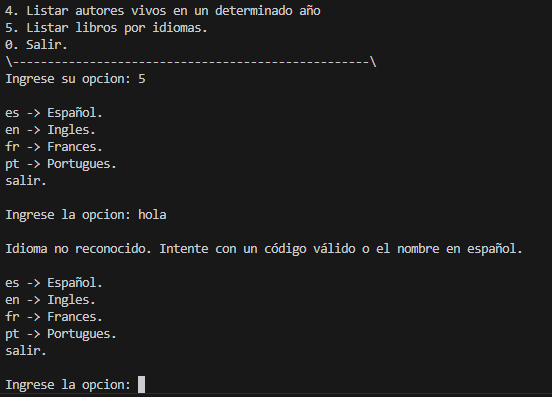 4. Listar autores vivos en un determinado año
5. Listar libros por idiomas.
0. Salir.
\---------------------------------------------------\
Ingrese su opcion: 5
es -> Español.
en -> Ingles.
fr -> Frances.
pt -> Portugues.
salir.
Ingrese la opcion: hola
Idioma no reconocido. Intente con un código válido o el nombre en español.
es -> Español.
en -> Ingles.
fr -> Frances.
pt -> Portugues.
salir.
Ingrese la opcion: